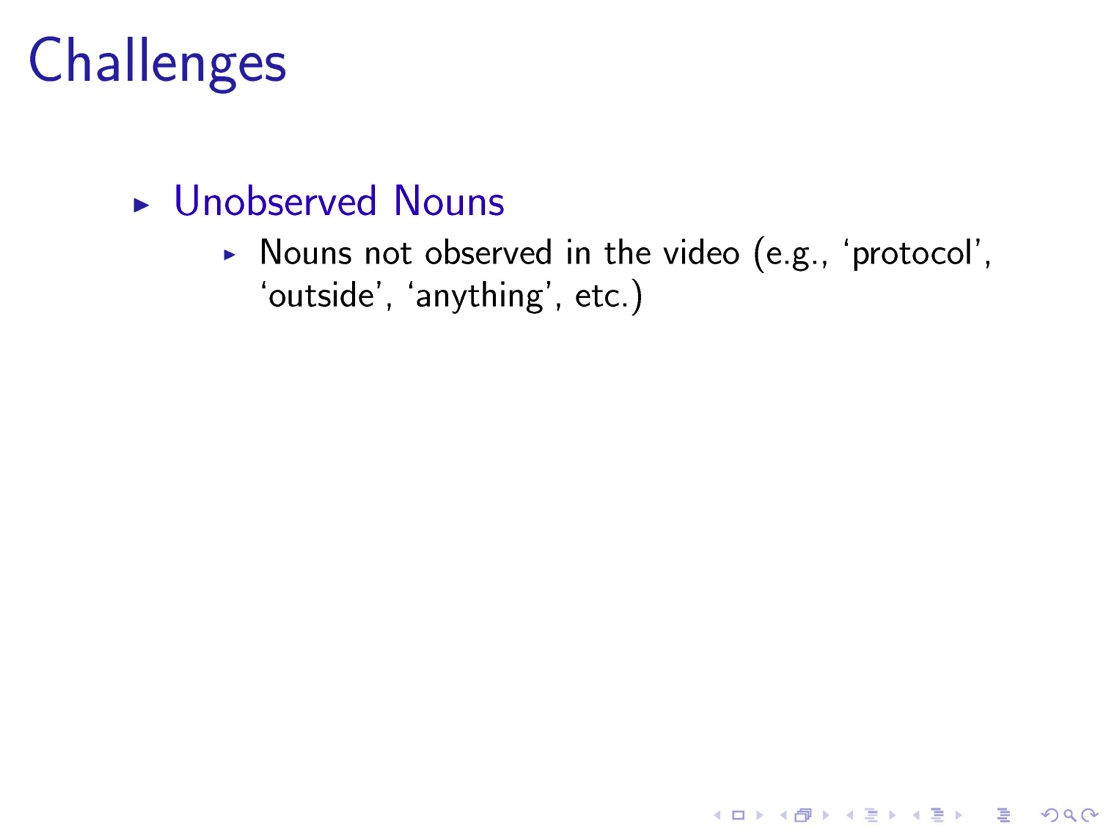 Challenges
Unobserved Nouns
Nouns not observed in the video (e.g., ‘protocol’,
‘outside’, ‘anything’, etc.)